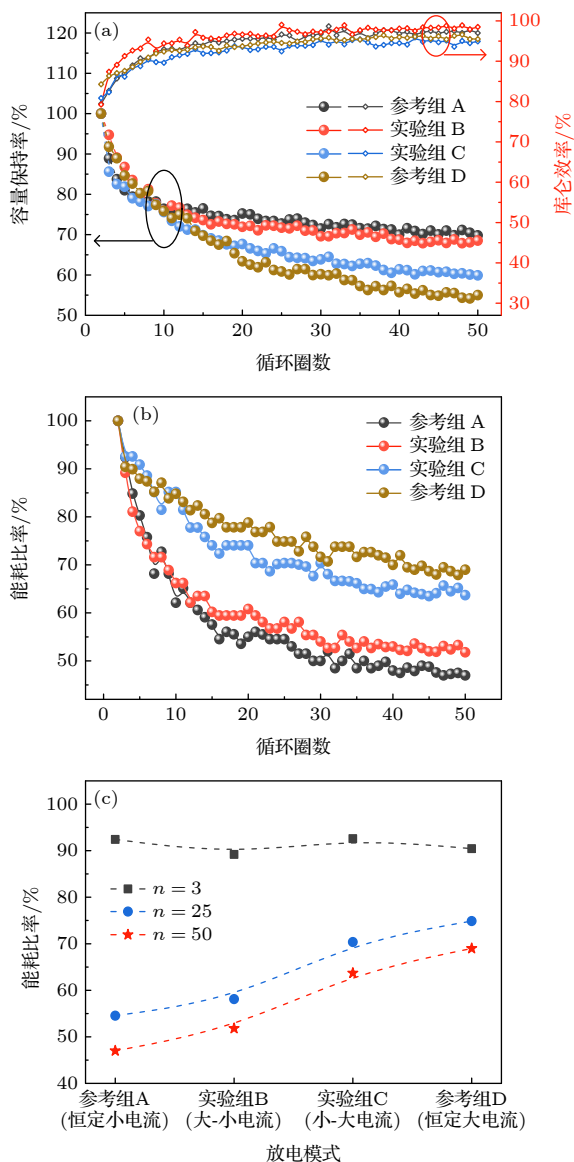 (a)
容量保持率/%
120
110
100
90
80
70
60
50
100
90
80
70
60
50
40
30
库仑效率/%
参考组 A
实验组 B
实验组 C
参考组 D
0 10 20 30 40 50
循环圈数
(b)
能耗比率/%
100
90
80
70
60
50
参考组 A
实验组 B
实验组 C
参考组 D
0 10 20 30 40 50
循环圈数
(c)
能耗比率/%
100
90
80
70
60
50
40
n = 3
n = 25
n = 50
参考组A 实验组B 实验组C 参考组D
(恒定小电流) (大-小电流) (小-大电流) (恒定大电流)
放电模式